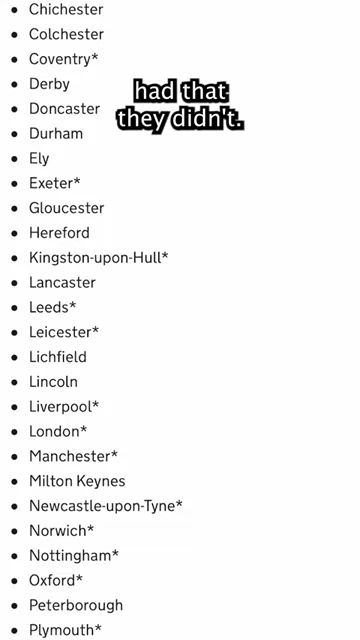 Chichester
Colchester
Coventry*
Derby
had that
they didn't.
Doncaster
Durham
Ely
Exeter*
Gloucester
Hereford
Kingston-upon-Hull*
Lancaster
Leeds*
Leicester*
Lichfield
Lincoln
Liverpool*
London*
Manchester*
Milton Keynes
Newcastle-upon-Tyne*
Norwich*
Nottingham*
Oxford*
Peterborough
Plymouth*